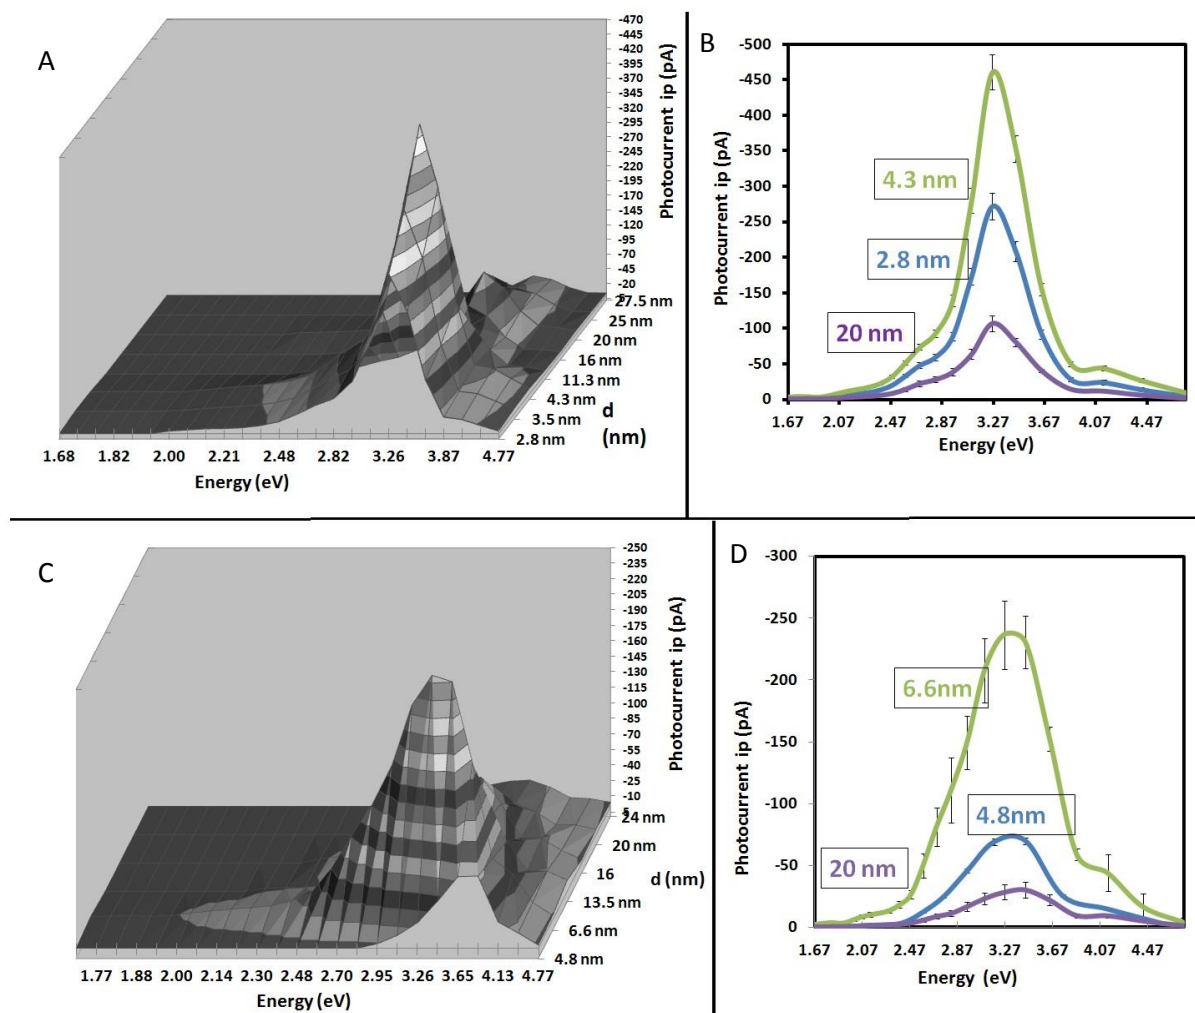 A
-470
-445
-420
-395
-370
-345
-320
-295
-270
-245
-220
-195
-170
-145
-120
-95
-70
-45
-20
5
Photocurrent ip (pA)
27.5 nm
25 nm
20 nm
16 nm
11.3 nm
4.3 nm
3.5 nm
2.8 nm
d
(nm)
1.68 1.82 2.00 2.21 2.48 2.82 3.26 3.87 4.77
Energy (eV)
B
-500
-450
-400
-350
-300
-250
-200
-150
-100
-50
0
Photocurrent ip (pA)
4.3 nm
2.8 nm
20 nm
1.67 2.07 2.47 2.87 3.27 3.67 4.07 4.47
Energy (eV)
C
-250
-235
-220
-205
-190
-175
-160
-145
-130
-115
-100
-85
-70
-55
-40
-25
-10
5
Photocurrent ip (pA)
24 nm
20 nm
16
13.5 nm
6.6 nm
4.8 nm
d (nm)
1.77 1.88 2.00 2.14 2.30 2.48 2.70 2.95 3.26 3.65 4.13 4.77
Energy (eV)
D
-300
-250
-200
-150
-100
-50
0
Photocurrent ip (pA)
6.6nm
4.8nm
20 nm
1.67 2.07 2.47 2.87 3.27 3.67 4.07 4.47
Energy (eV)